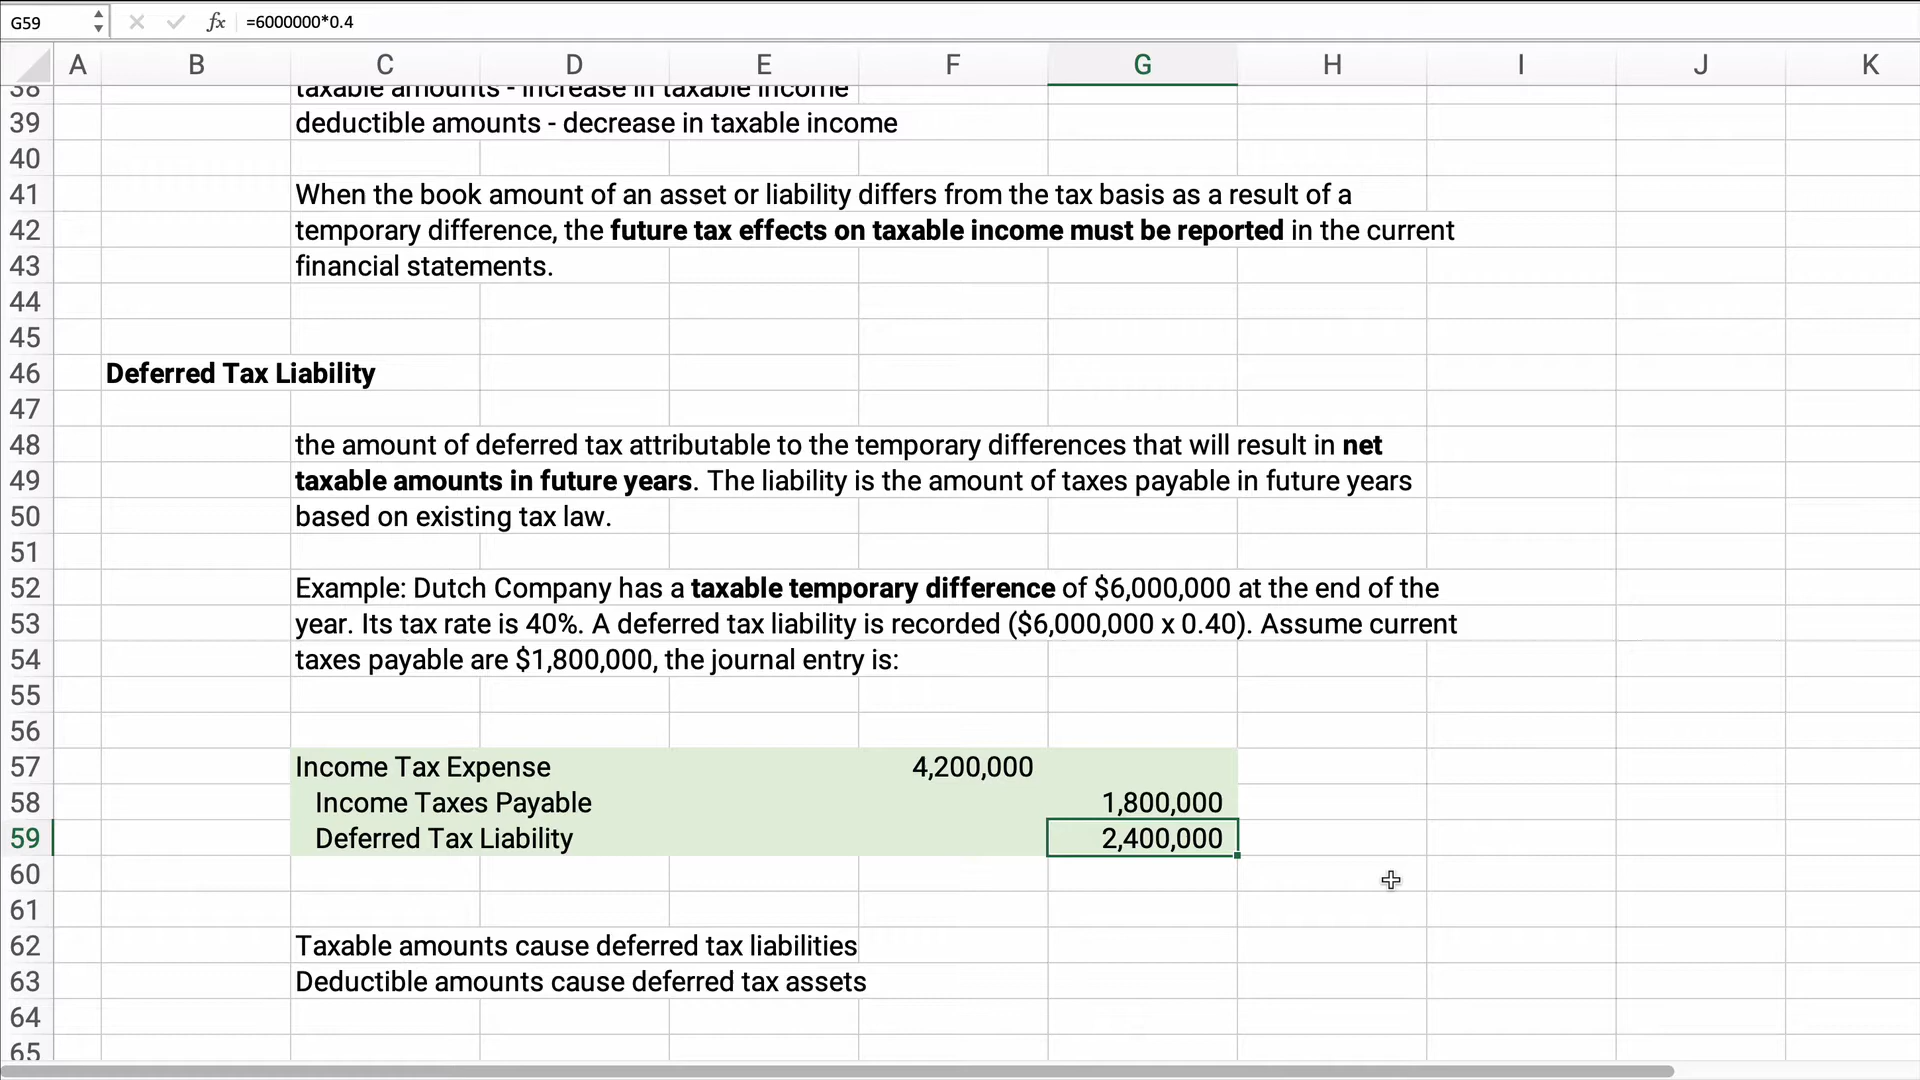 G59
fx =6000000*0.4
A B C D E F G H I J K
38 taxable amounts - increase in taxable income
39 deductible amounts - decrease in taxable income
40
41 When the book amount of an asset or liability differs from the tax basis as a result of a
42 temporary difference, the future tax effects on taxable income must be reported in the current
43 financial statements.
44
45
46 Deferred Tax Liability
47
48 the amount of deferred tax attributable to the temporary differences that will result in net
49 taxable amounts in future years. The liability is the amount of taxes payable in future years
50 based on existing tax law.
51
52 Example: Dutch Company has a taxable temporary difference of $6,000,000 at the end of the
53 year. Its tax rate is 40%. A deferred tax liability is recorded ($6,000,000 x 0.40). Assume current
54 taxes payable are $1,800,000, the journal entry is:
55
56
57 Income Tax Expense 4,200,000
58 Income Taxes Payable 1,800,000
59 Deferred Tax Liability 2,400,000
60
61
62 Taxable amounts cause deferred tax liabilities
63 Deductible amounts cause deferred tax assets
64
65